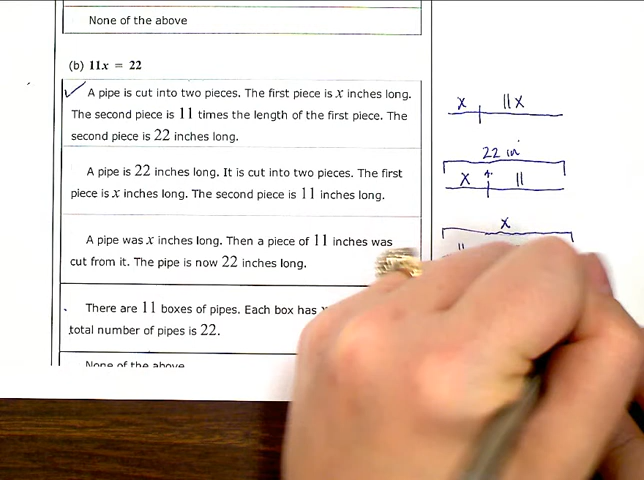 None of the above
(b) 11x = 22
A pipe is cut into two pieces. The first piece is x inches long.
The second piece is 11 times the length of the first piece. The
second piece is 22 inches long.
x 11x
22 in
A pipe is 22 inches long. It is cut into two pieces. The first
piece is x inches long. The second piece is 11 inches long.
x 11
x
A pipe was x inches long. Then a piece of 11 inches was
cut from it. The pipe is now 22 inches long.
11
There are 11 boxes of pipes. Each box has
total number of pipes is 22.
None of the above